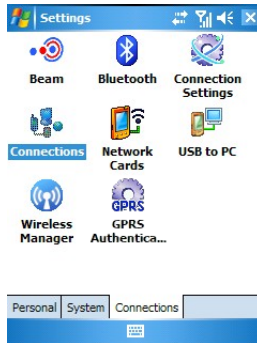 Settings
Beam
Bluetooth
Connection
Settings
Connections
Network
Cards
USB to PC
Wireless
Manager
GPRS
GPRS
Authentica...
Personal System Connections